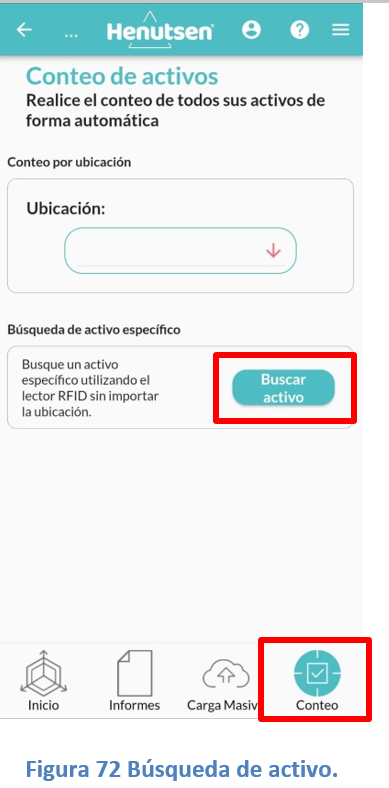 ...
Henutsen®
Conteo de activos
Realice el conteo de todos sus activos de
forma automática
Conteo por ubicación
Ubicación:
Búsqueda de activo específico
Busque un activo
específico utilizando el
lector RFID sin importar
la ubicación.
Buscar
activo
Inicio
Informes
Carga Masiv
Conteo
Figura 72 Búsqueda de activo.